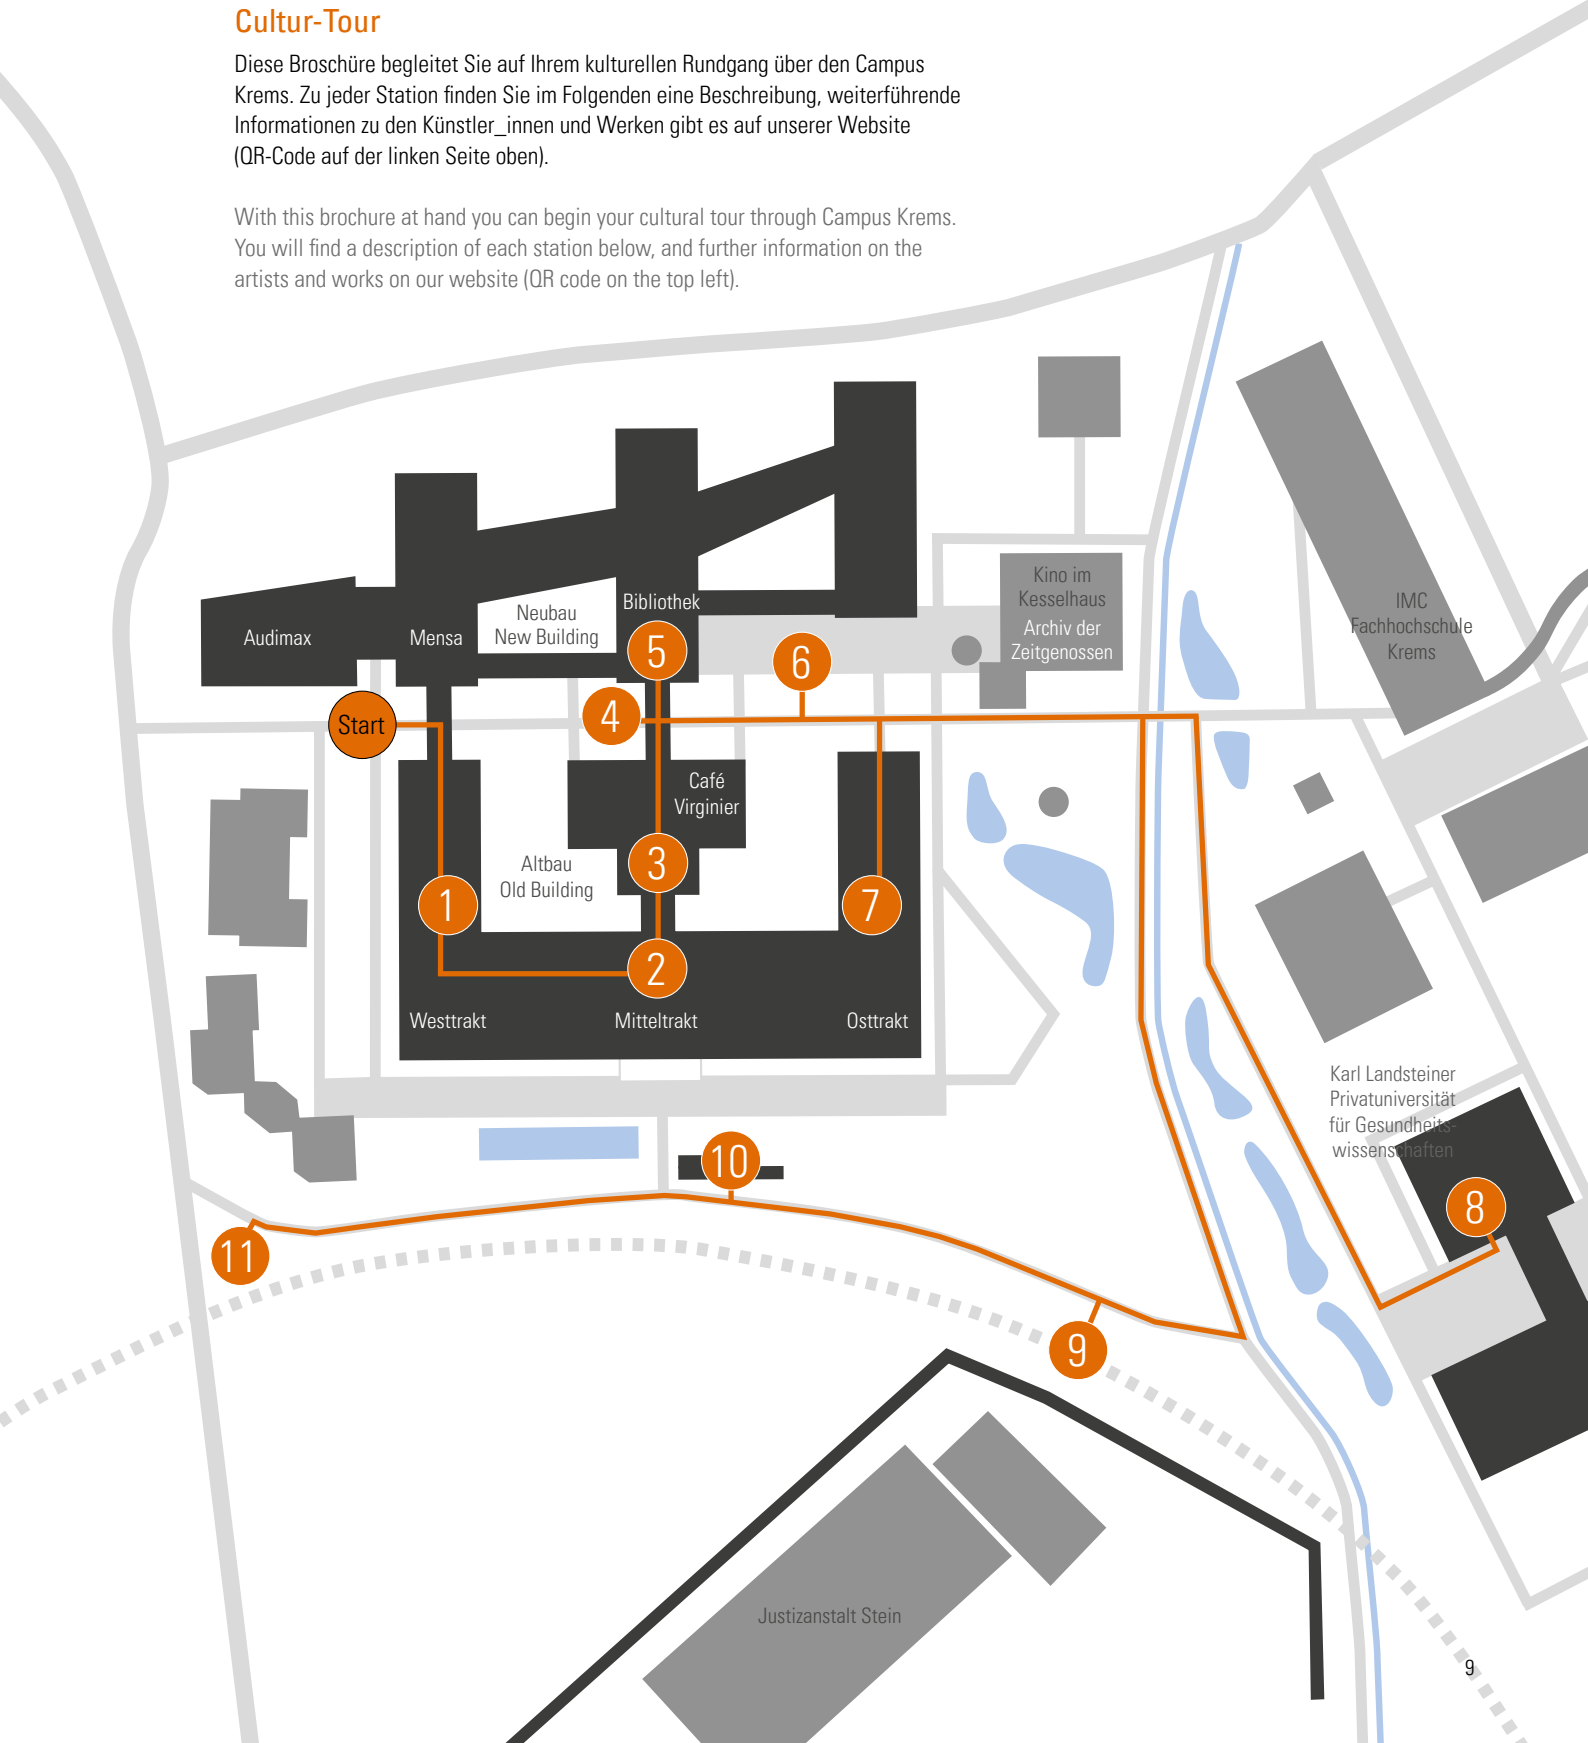 Cultur-Tour
Diese Broschüre begleitet Sie auf Ihrem kulturellen Rundgang über den Campus
Krems. Zu jeder Station finden Sie im Folgenden eine Beschreibung, weiterführende
Informationen zu den Künstler_innen und Werken gibt es auf unserer Website
(QR-Code auf der linken Seite oben).
With this brochure at hand you can begin your cultural tour through Campus Krems.
You will find a description of each station below, and further information on the
artists and works on our website (QR code on the top left).
Kino im
Kesselhaus
Archiv der
Zeitgenossen
IMC
Fachhochschule
Krems
Bibliothek
Neubau
New Building
Audimax
Mensa
5
6
4
Start
Café
Virginier
3
Altbau
Old Building
1
7
2
Westtrakt
Mitteltrakt
Osttrakt
Karl Landsteiner
Privatuniversität
für Gesundheits-
wissenschaften
10
8
11
9
Justizanstalt Stein
9